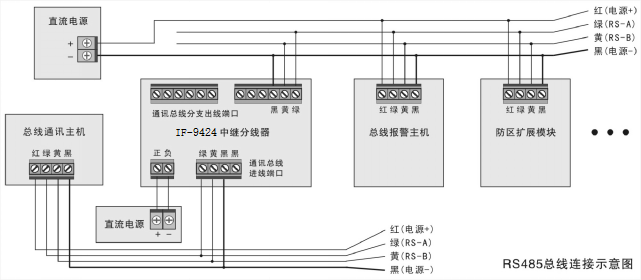 直流电源
+
−
红(电源+)
绿(RS-A)
黄(RS-B)
黑(电源-)
黑 黄 绿
通讯总线分支出线端口
IF-9424 中继分线器
正 负
绿 黄 黑 黑
通讯总线
进线端口
总线通讯主机
红 绿 黄 黑
红 绿 黄 黑
总线报警主机
红 绿 黄 黑
防区扩展模块
直流电源
+ −
红(电源+)
绿(RS-A)
黄(RS-B)
黑(电源-)
RS485总线连接示意图